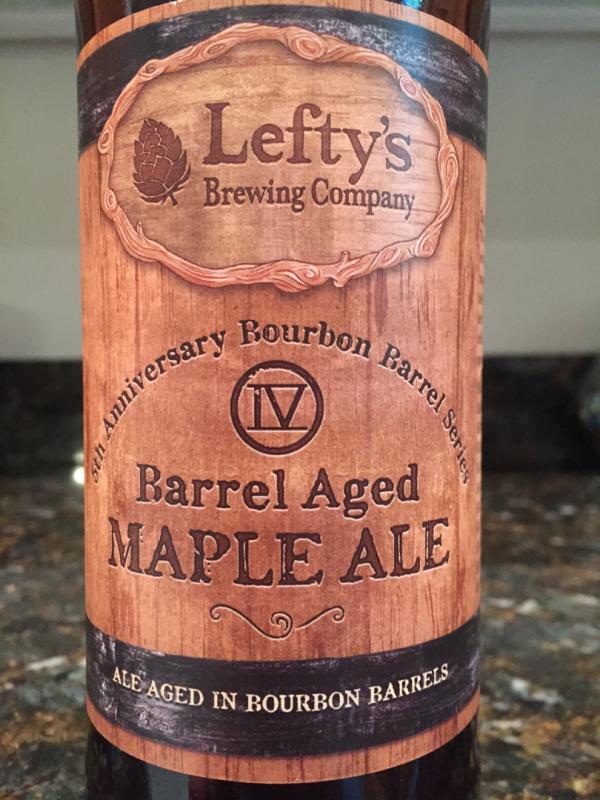 Lefty's
Brewing Company
5th Anniversary Bourbon Barrel Series
IV
Barrel Aged
MAPLE ALE
ALE AGED IN BOURBON BARRELS